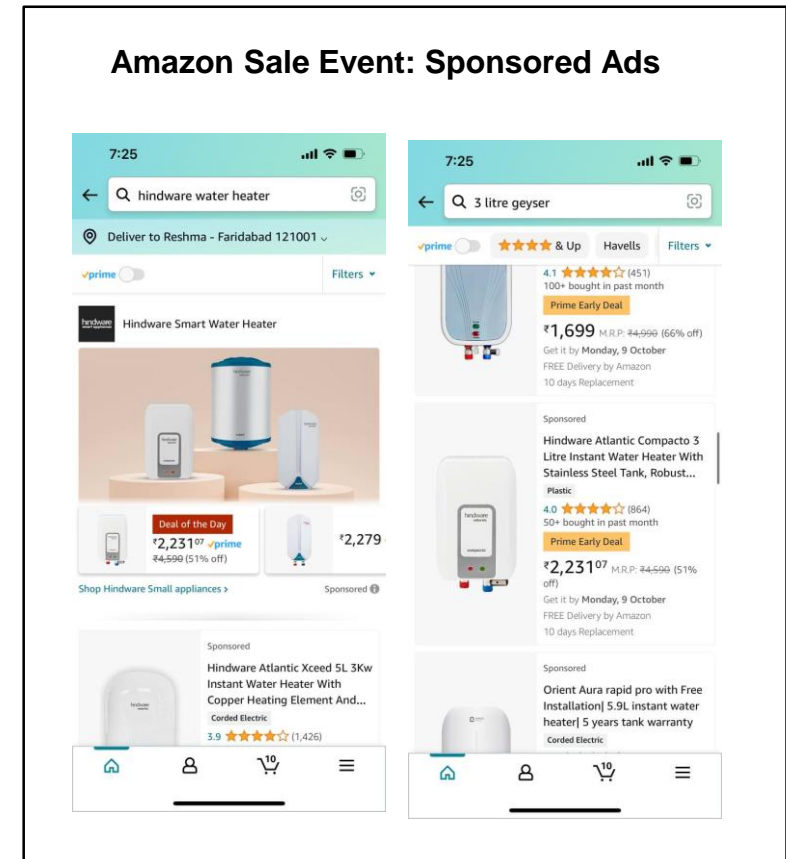 Amazon Sale Event: Sponsored Ads
7:25
hindware water heater
Deliver to Reshma - Faridabad 121001
prime
Filters
hindware
smart appliances
Hindware Smart Water Heater
Deal of the Day
₹2,231⁰⁷ prime
₹4,590 (51% off)
₹2,279
Shop Hindware Small appliances ›
Sponsored
Sponsored
Hindware Atlantic Xceed 5L 3Kw
Instant Water Heater With
Copper Heating Element And...
Corded Electric
3.9 (1,426)
10
7:25
3 litre geyser
prime
& Up
Havells
Filters
4.1 (451)
100+ bought in past month
Prime Early Deal
₹1,699 M.R.P: ₹4,990 (66% off)
Get it by Monday, 9 October
FREE Delivery by Amazon
10 days Replacement
Sponsored
Hindware Atlantic Compacto 3
Litre Instant Water Heater With
Stainless Steel Tank, Robust...
Plastic
4.0 (864)
50+ bought in past month
Prime Early Deal
₹2,231⁰⁷ M.R.P: ₹4,590 (51%
off)
Get it by Monday, 9 October
FREE Delivery by Amazon
10 days Replacement
Sponsored
Orient Aura rapid pro with Free
Installation| 5.9L instant water
heater| 5 years tank warranty
Corded Electric
10